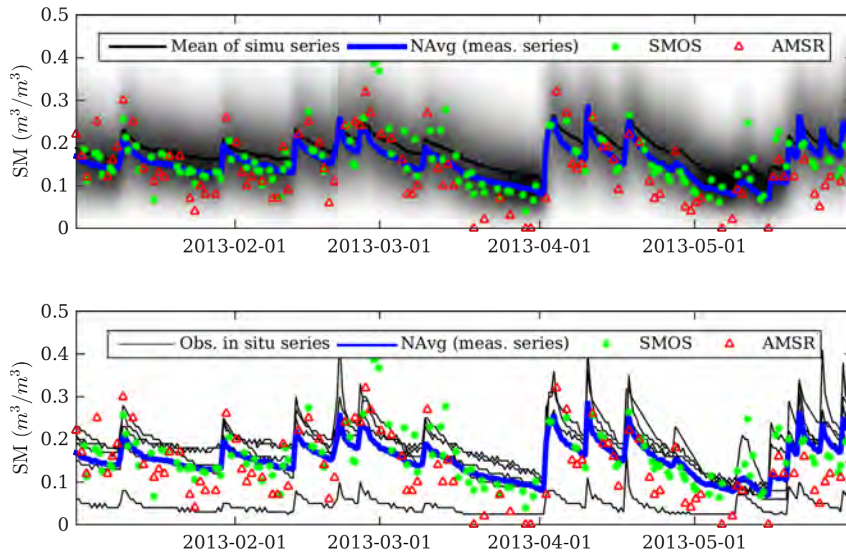 0.5
Mean of simu series NAvg (meas. series) SMOS AMSR
0.4
0.3
0.2
0.1
0
SM (m³/m³)
2013-02-01 2013-03-01 2013-04-01 2013-05-01
0.5
Obs. in situ series NAvg (meas. series) SMOS AMSR
0.4
0.3
0.2
0.1
0
SM (m³/m³)
2013-02-01 2013-03-01 2013-04-01 2013-05-01